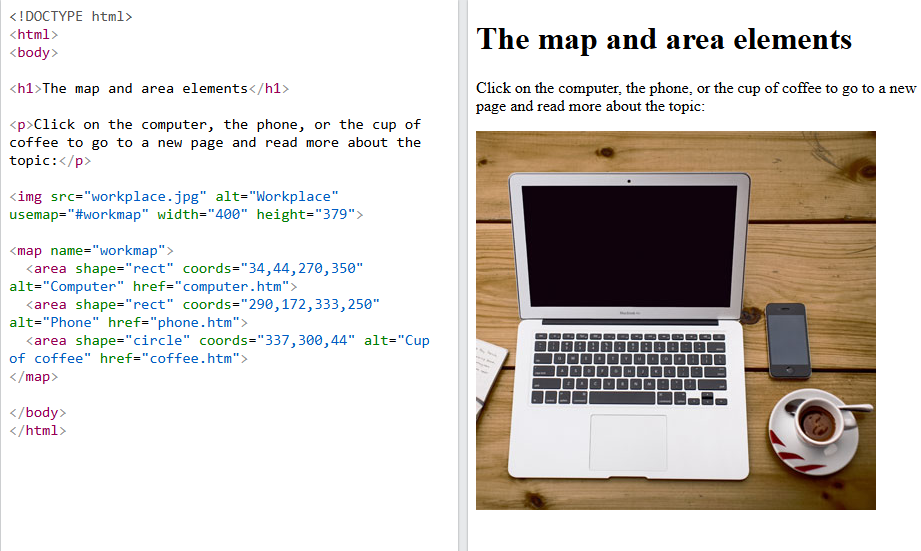 <!DOCTYPE html>
<html>
<body>
<h1>The map and area elements</h1>
<p>Click on the computer, the phone, or the cup of
coffee to go to a new page and read more about the
topic:</p>
<img src="workplace.jpg" alt="Workplace"
usemap="#workmap" width="400" height="379">
<map name="workmap">
  <area shape="rect" coords="34,44,270,350"
alt="Computer" href="computer.htm">
  <area shape="rect" coords="290,172,333,250"
alt="Phone" href="phone.htm">
  <area shape="circle" coords="337,300,44" alt="Cup
of coffee" href="coffee.htm">
</map>
</body>
</html>
The map and area elements
Click on the computer, the phone, or the cup of coffee to go to a new
page and read more about the topic: